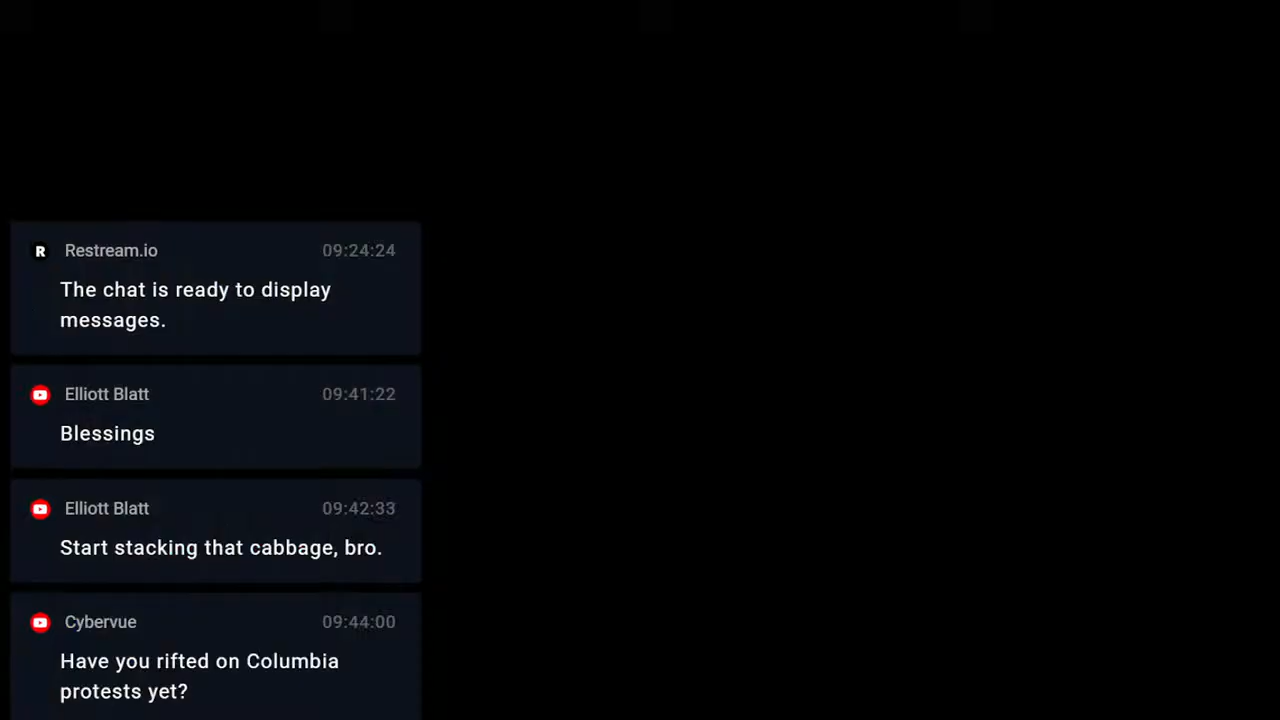 R Restream.io 09:24:24
The chat is ready to display
messages.
Elliott Blatt 09:41:22
Blessings
Elliott Blatt 09:42:33
Start stacking that cabbage, bro.
Cybervue 09:44:00
Have you rifted on Columbia
protests yet?